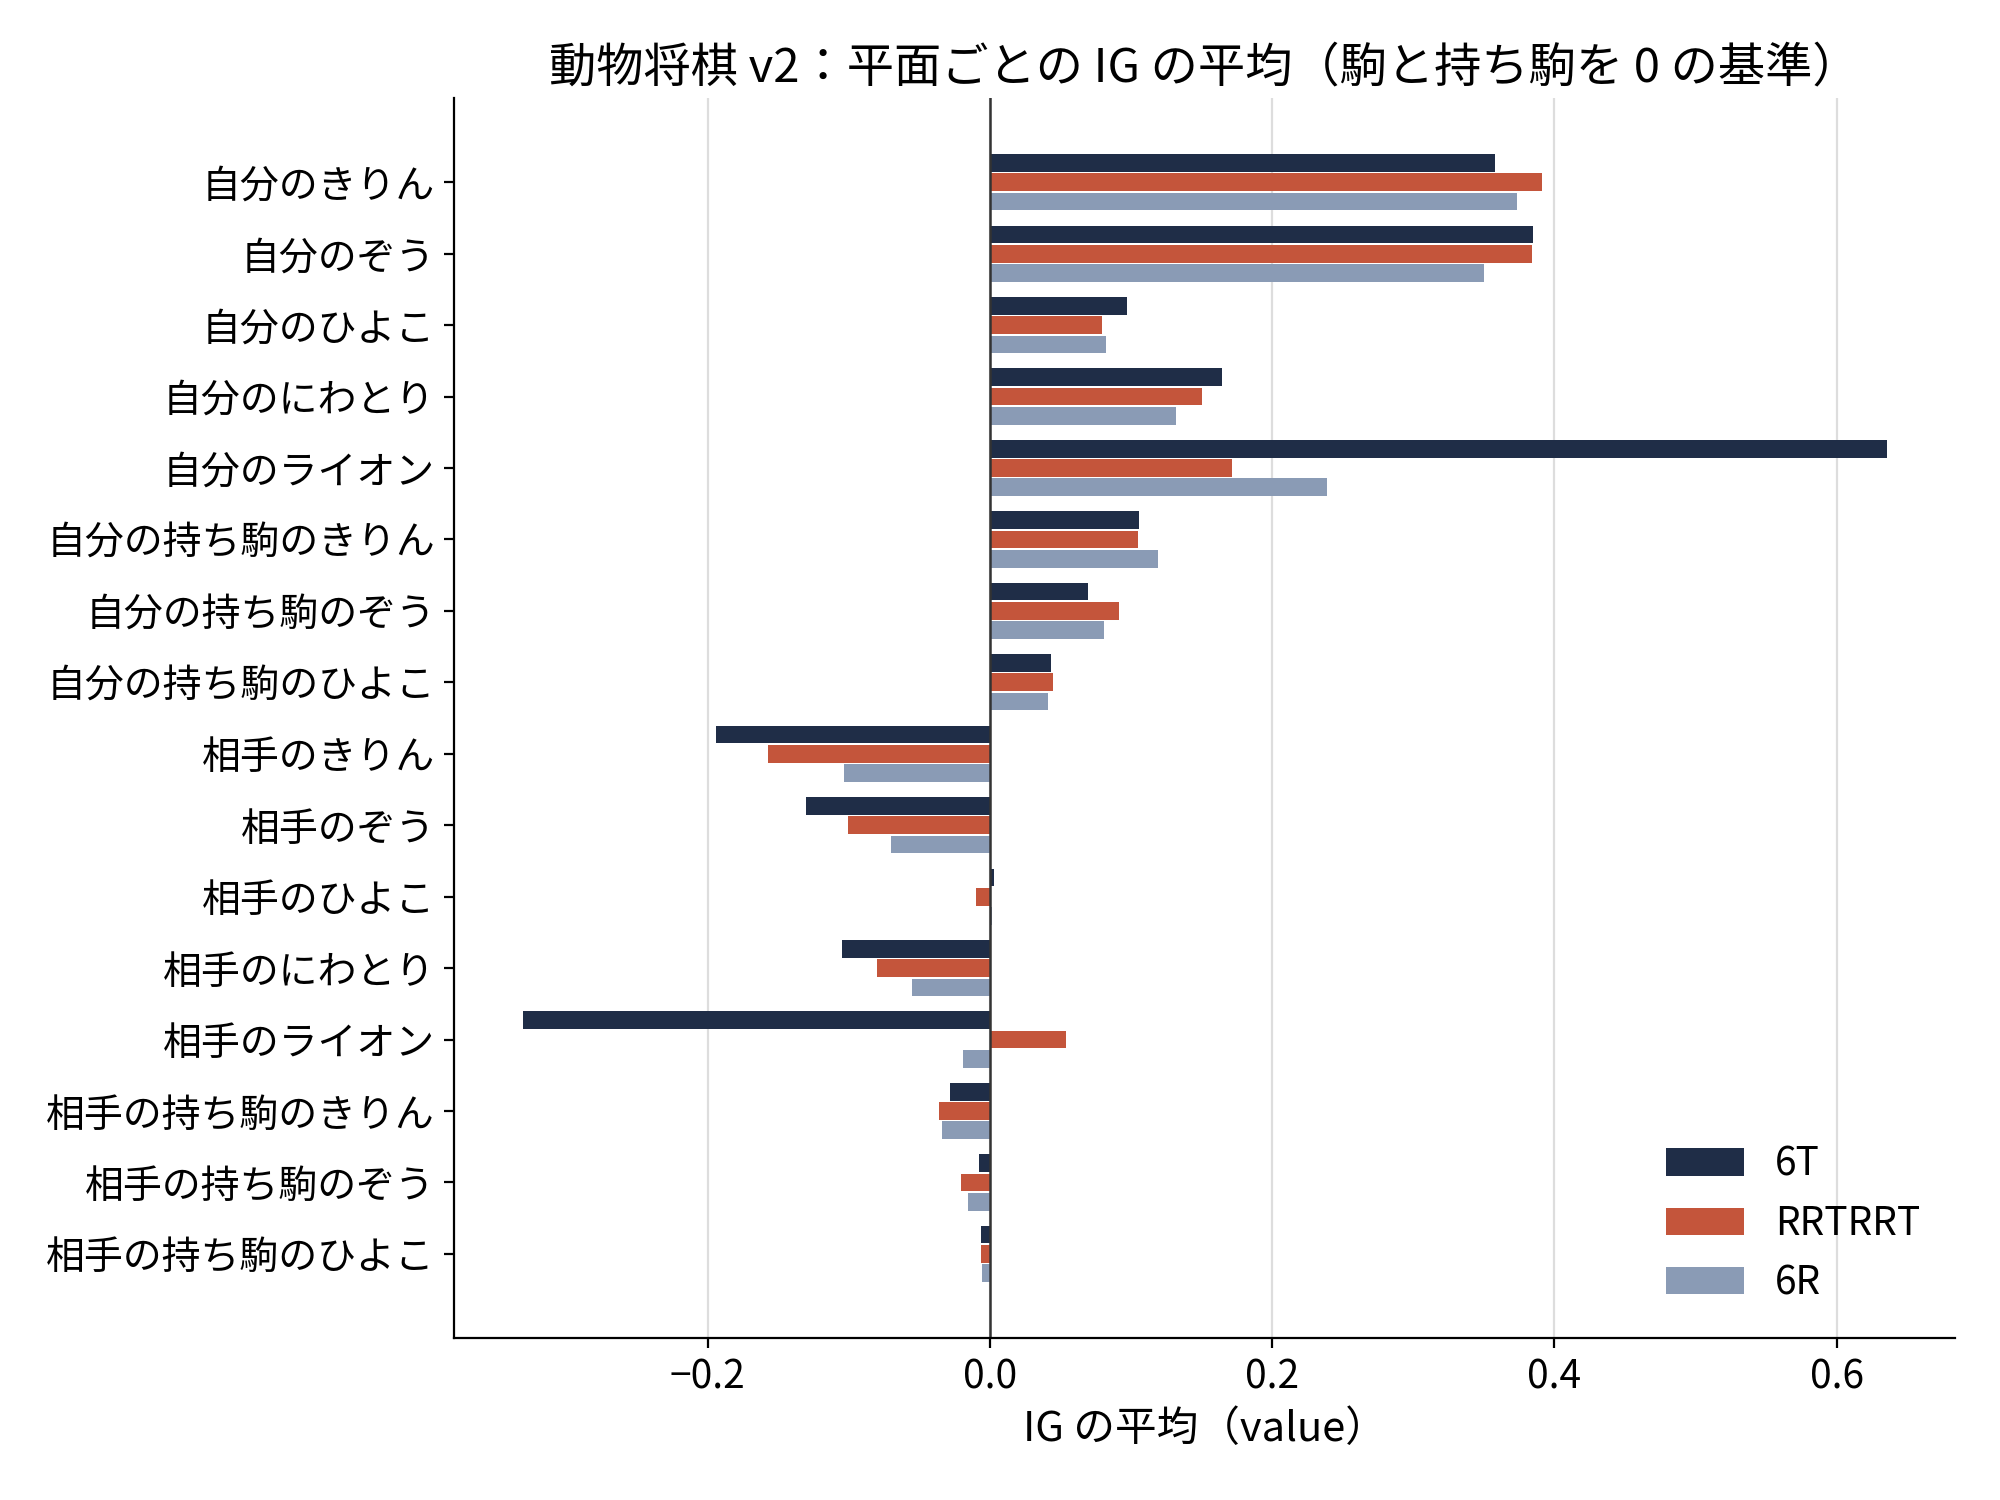 動物将棋 v2：平面ごとの IG の平均（駒と持ち駒を 0 の基準）
自分のきりん
自分のぞう
自分のひよこ
自分のにわとり
自分のライオン
自分の持ち駒のきりん
自分の持ち駒のぞう
自分の持ち駒のひよこ
相手のきりん
相手のぞう
相手のひよこ
相手のにわとり
相手のライオン
相手の持ち駒のきりん
相手の持ち駒のぞう
相手の持ち駒のひよこ
6T
RRTRRT
6R
−0.2 0.0 0.2 0.4 0.6
IG の平均（value）